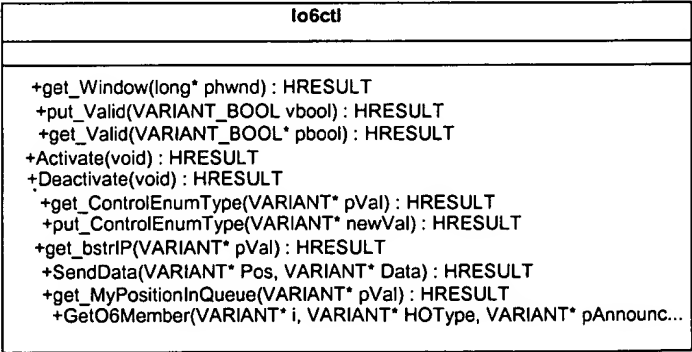 Io6ctl
+get_Window(long* phwnd) : HRESULT
+put_Valid(VARIANT_BOOL vbool) : HRESULT
+get_Valid(VARIANT_BOOL* pbool) : HRESULT
+Activate(void) : HRESULT
+Deactivate(void) : HRESULT
+get_ControlEnumType(VARIANT* pVal) : HRESULT
+put_ControlEnumType(VARIANT* newVal) : HRESULT
+get_bstrIP(VARIANT* pVal) : HRESULT
+SendData(VARIANT* Pos, VARIANT* Data) : HRESULT
+get_MyPositionInQueue(VARIANT* pVal) : HRESULT
+GetO6Member(VARIANT* i, VARIANT* HOType, VARIANT* pAnnounc...